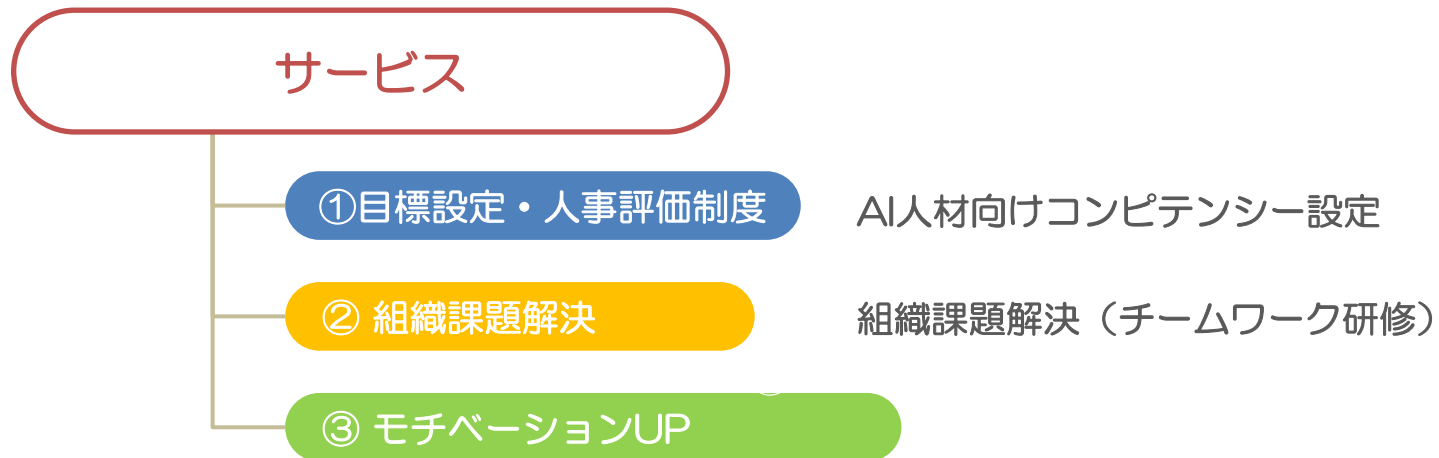 サービス
①目標設定・人事評価制度
AI人材向けコンピテンシー設定
② 組織課題解決
組織課題解決（チームワーク研修）
③ モチベーションUP